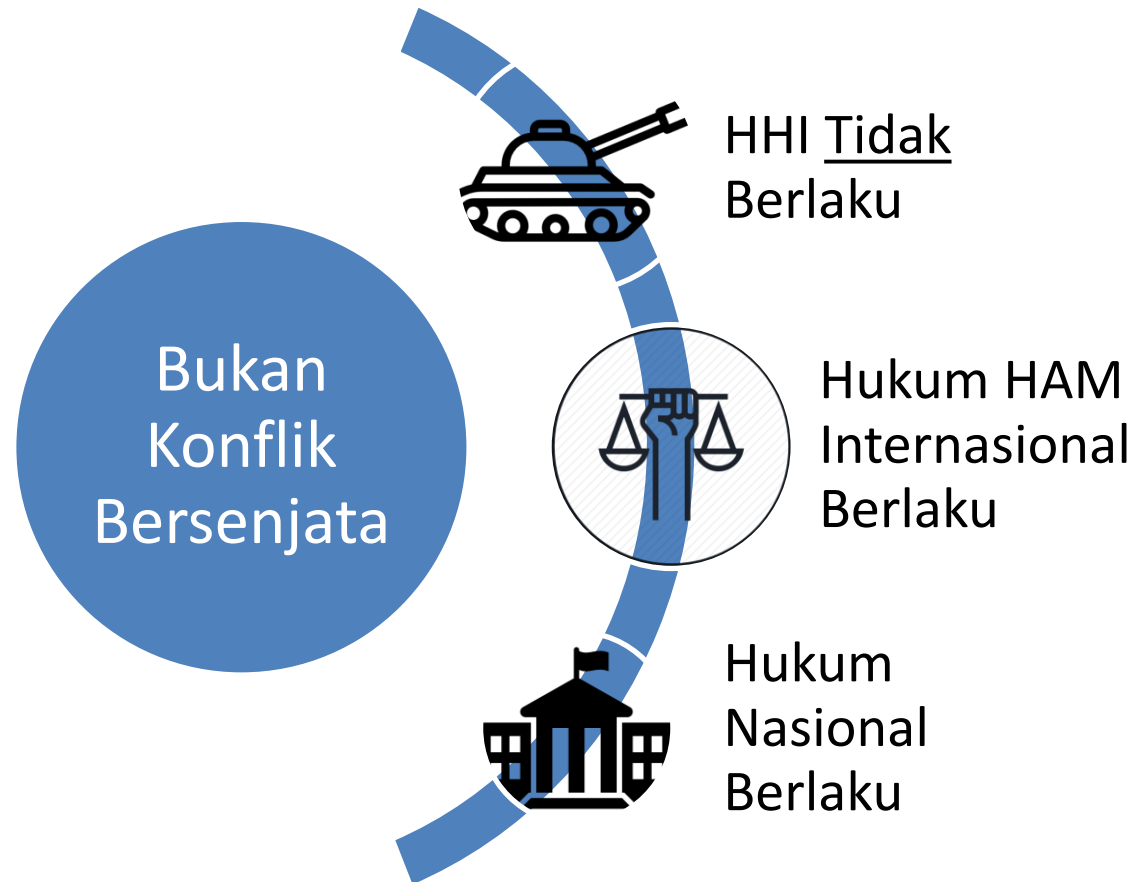 Bukan
Konflik
Bersenjata
HHI Tidak
Berlaku
Hukum HAM
Internasional
Berlaku
Hukum
Nasional
Berlaku